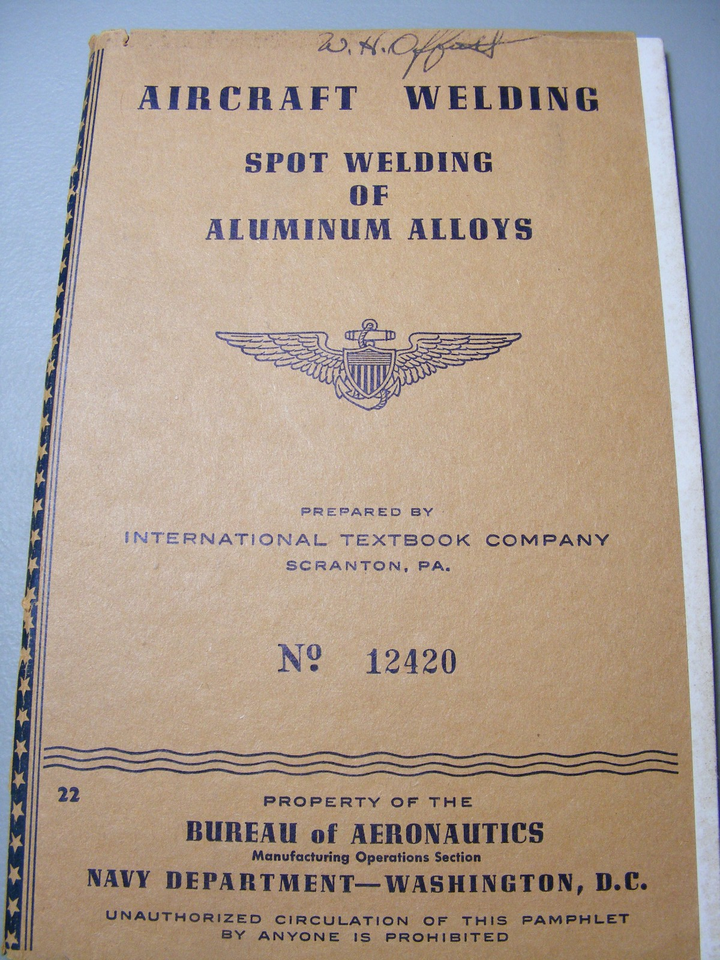 W. H. Offutt
AIRCRAFT WELDING
SPOT WELDING
OF
ALUMINUM ALLOYS
PREPARED BY
INTERNATIONAL TEXTBOOK COMPANY
SCRANTON, PA.
Nº 12420
22
PROPERTY OF THE
BUREAU of AERONAUTICS
Manufacturing Operations Section
NAVY DEPARTMENT—WASHINGTON, D.C.
UNAUTHORIZED CIRCULATION OF THIS PAMPHLET
BY ANYONE IS PROHIBITED